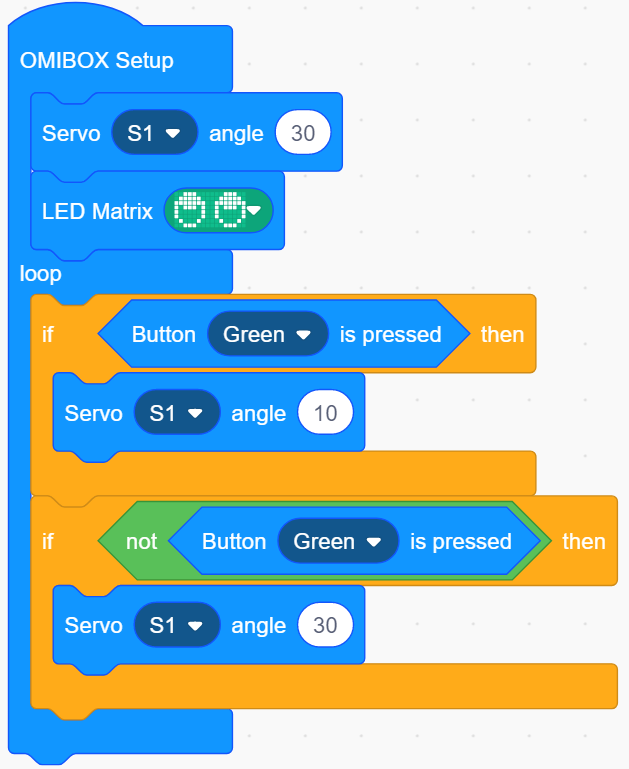 OMIBOX Setup
Servo S1 angle 30
LED Matrix
loop
if Button Green is pressed then
Servo S1 angle 10
if not Button Green is pressed then
Servo S1 angle 30